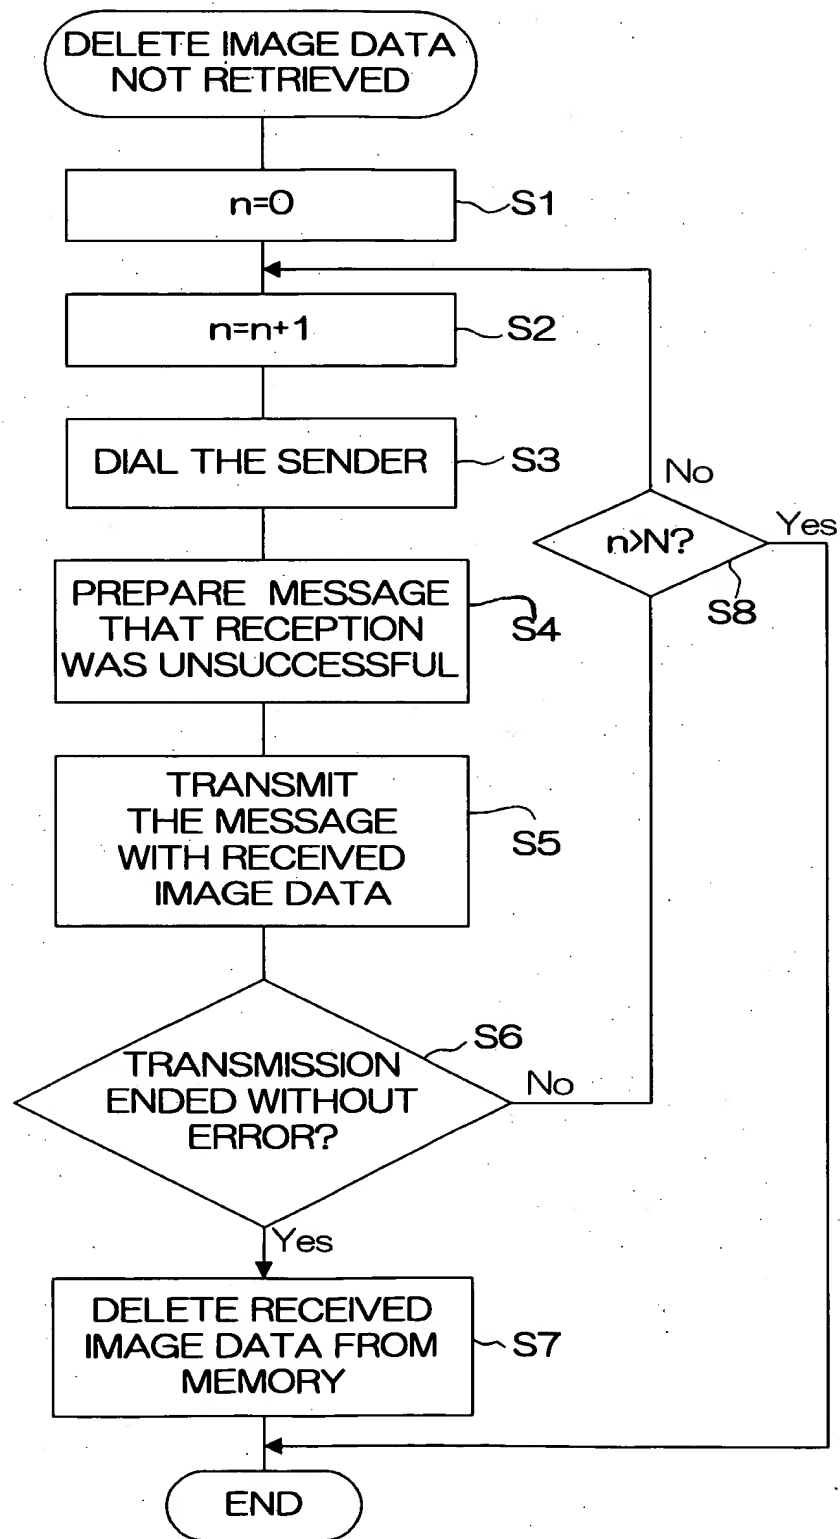 DELETE IMAGE DATA
NOT RETRIEVED
n=0
S1
n=n+1
S2
DIAL THE SENDER
S3
No
n>N?
Yes
S8
PREPARE MESSAGE
THAT RECEPTION
WAS UNSUCCESSFUL
S4
TRANSMIT
THE MESSAGE
WITH RECEIVED
IMAGE DATA
S5
S6
TRANSMISSION
ENDED WITHOUT
ERROR?
No
Yes
DELETE RECEIVED
IMAGE DATA FROM
MEMORY
S7
END